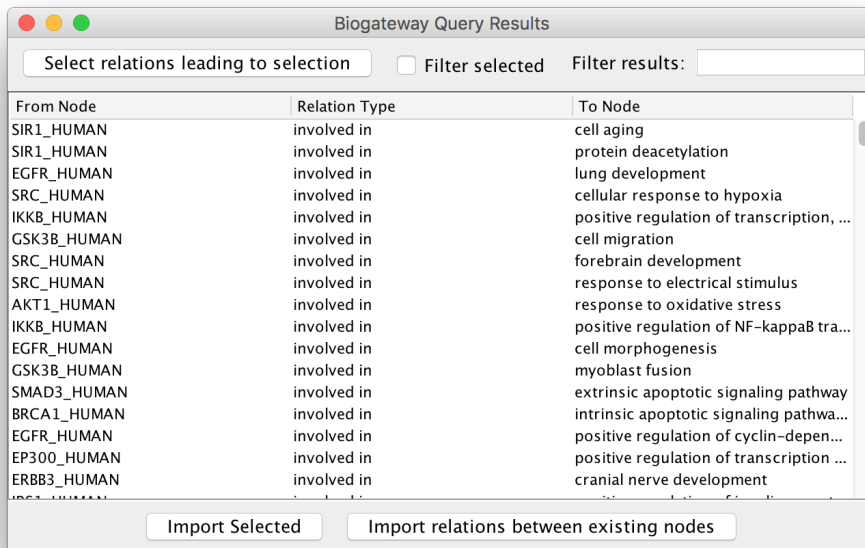 Biogateway Query Results
Select relations leading to selection Filter selected Filter results:
From Node Relation Type To Node
SIR1_HUMAN involved in cell aging
SIR1_HUMAN involved in protein deacetylation
EGFR_HUMAN involved in lung development
SRC_HUMAN involved in cellular response to hypoxia
IKKB_HUMAN involved in positive regulation of transcription, ...
GSK3B_HUMAN involved in cell migration
SRC_HUMAN involved in forebrain development
SRC_HUMAN involved in response to electrical stimulus
AKT1_HUMAN involved in response to oxidative stress
IKKB_HUMAN involved in positive regulation of NF-kappaB tra...
EGFR_HUMAN involved in cell morphogenesis
GSK3B_HUMAN involved in myoblast fusion
SMAD3_HUMAN involved in extrinsic apoptotic signaling pathway
BRCA1_HUMAN involved in intrinsic apoptotic signaling pathwa...
EGFR_HUMAN involved in positive regulation of cyclin-depen...
EP300_HUMAN involved in positive regulation of transcription ...
ERBB3_HUMAN involved in cranial nerve development
Import Selected Import relations between existing nodes